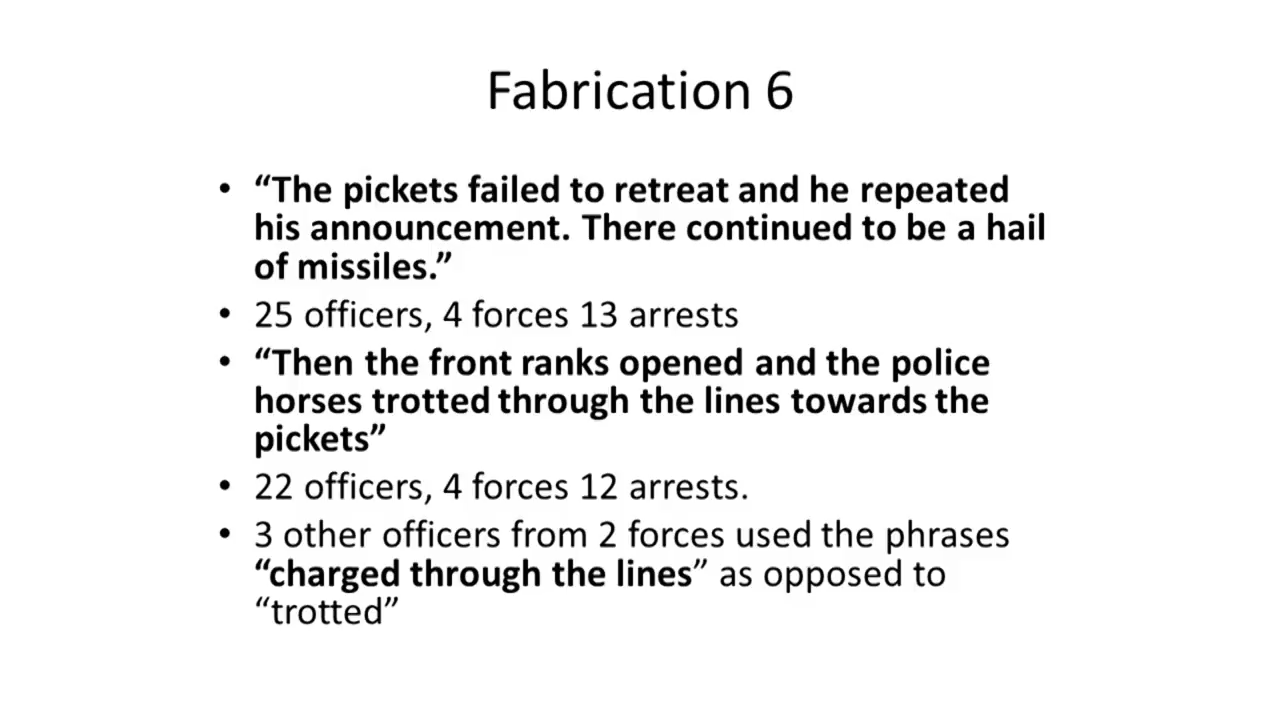 Fabrication 6
• “The pickets failed to retreat and he repeated
his announcement. There continued to be a hail
of missiles.”
• 25 officers, 4 forces 13 arrests
• “Then the front ranks opened and the police
horses trotted through the lines towards the
pickets”
• 22 officers, 4 forces 12 arrests.
• 3 other officers from 2 forces used the phrases
“charged through the lines” as opposed to
“trotted”